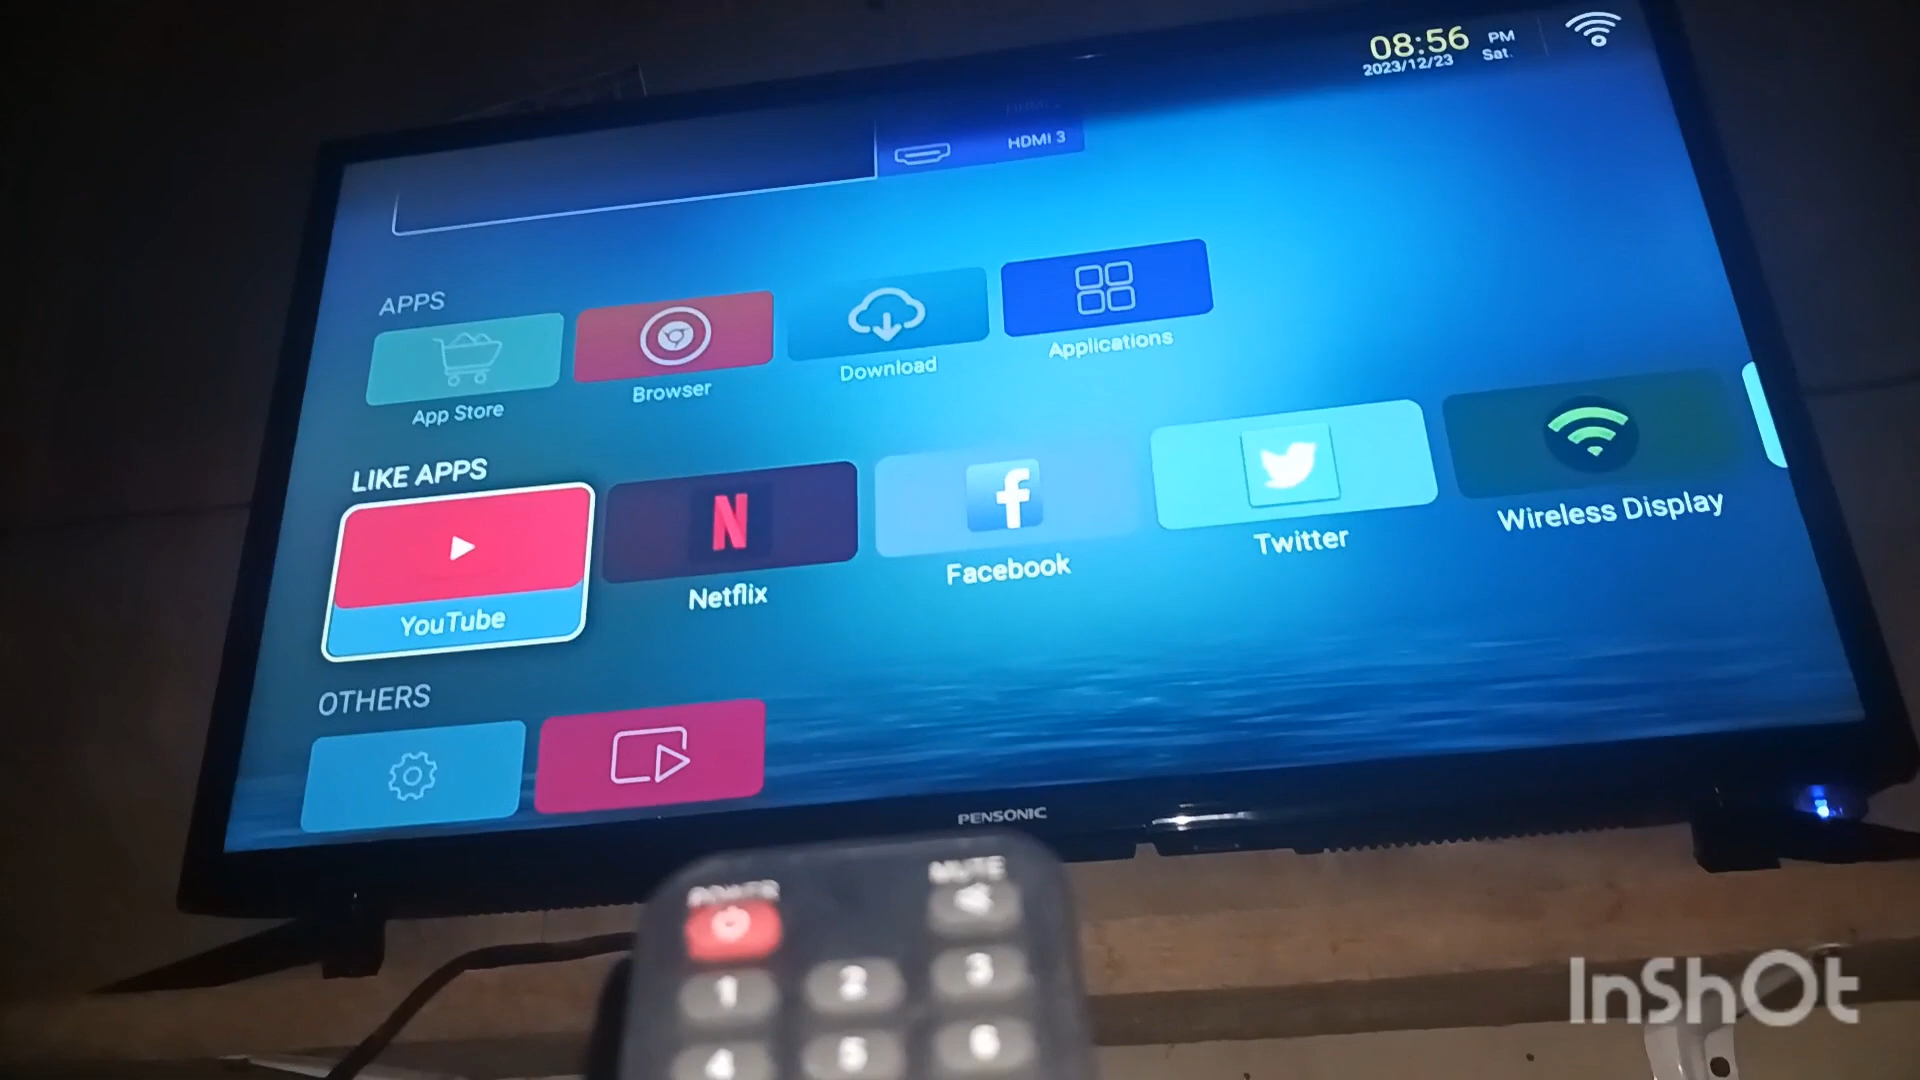 08:56 PM
2023/12/23 Sat.
HDMI 3
APPS
App Store
Browser
Download
Applications
LIKE APPS
YouTube
Netflix
Facebook
Twitter
Wireless Display
OTHERS
PENSONIC
POWER
MUTE
1 2 3
4 5 6
InShOt